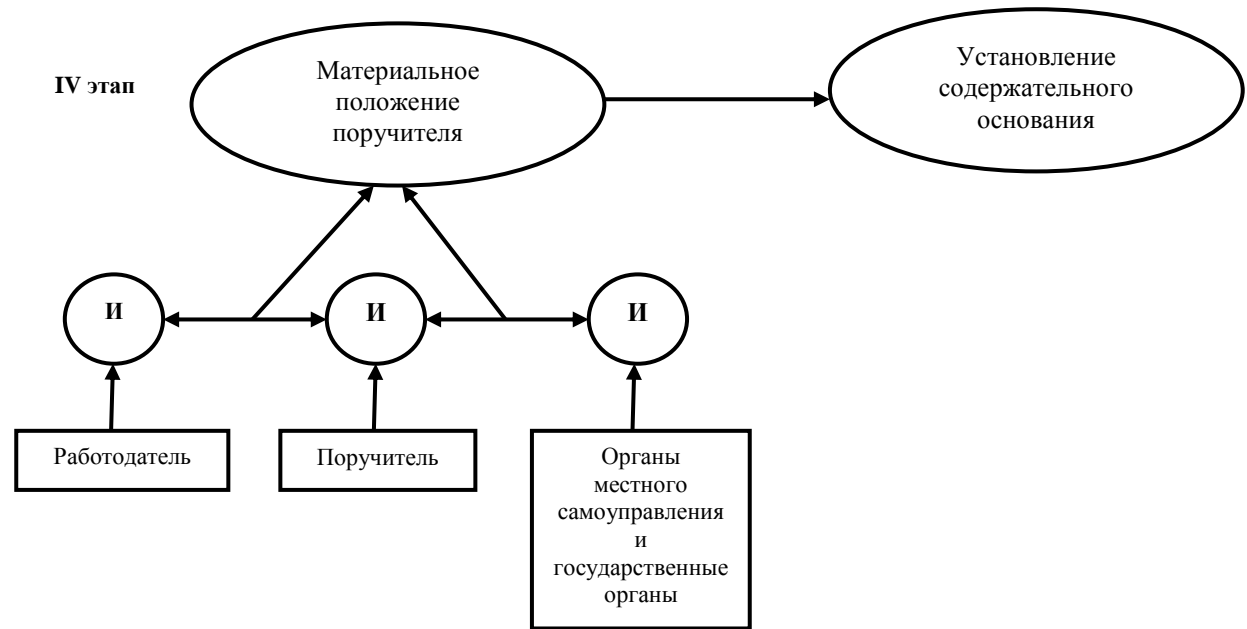 IV этап
Материальное
положение
поручителя
Установление
содержательного
основания
И
И
И
Работодатель
Поручитель
Органы
местного
самоуправления
и
государственные
органы